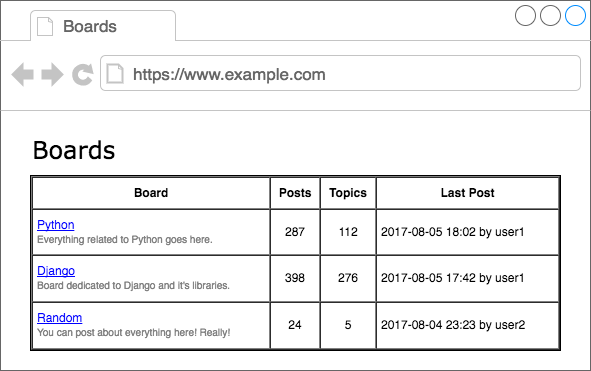 Boards
https://www.example.com
Boards
Board Posts Topics Last Post
Python
Everything related to Python goes here.
287 112 2017-08-05 18:02 by user1
Django
Board dedicated to Django and it's libraries.
398 276 2017-08-05 17:42 by user1
Random
You can post about everything here! Really!
24 5 2017-08-04 23:23 by user2